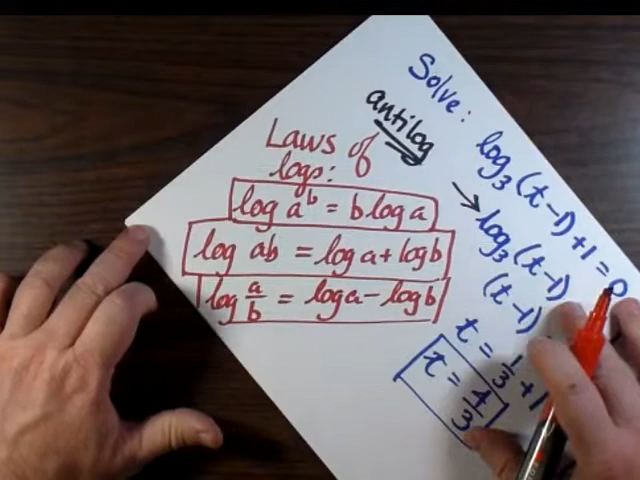 Solve:
log₃(t-1)+1=0
antilog
log₃(t-1)
(t-1)
t = 1/3 + 1
t = 4/3
Laws of
logs:
log aᵇ = b log a
log ab = log a + log b
log a/b = log a - log b